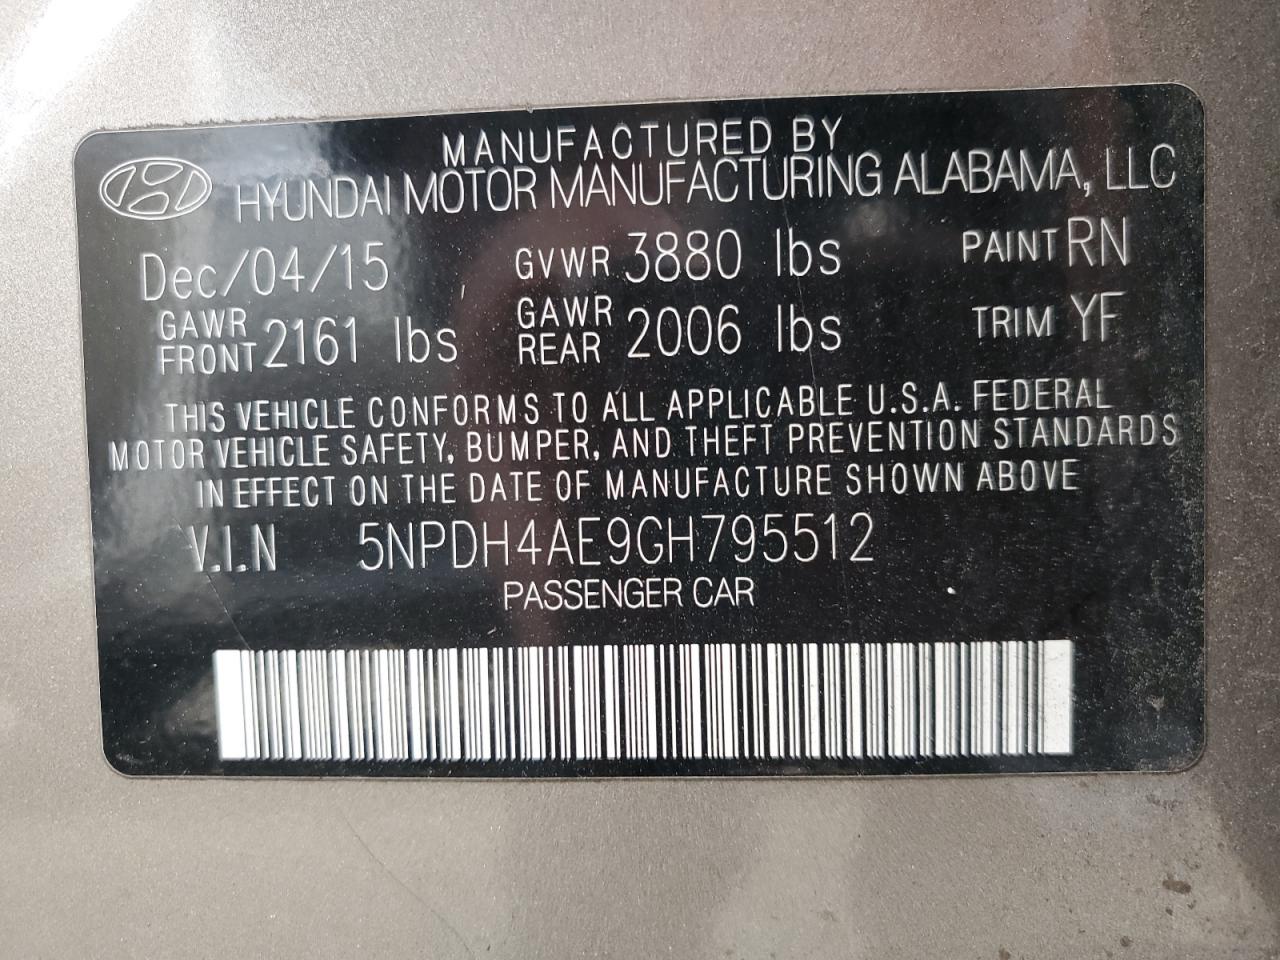 MANUFACTURED BY
HYUNDAI MOTOR MANUFACTURING ALABAMA, LLC
Dec/04/15 GVWR 3880 lbs PAINT RN
GAWR FRONT 2161 lbs GAWR REAR 2006 lbs TRIM YF
THIS VEHICLE CONFORMS TO ALL APPLICABLE U.S.A. FEDERAL
MOTOR VEHICLE SAFETY, BUMPER, AND THEFT PREVENTION STANDARDS
IN EFFECT ON THE DATE OF MANUFACTURE SHOWN ABOVE
V.I.N 5NPDH4AE9GH795512
PASSENGER CAR